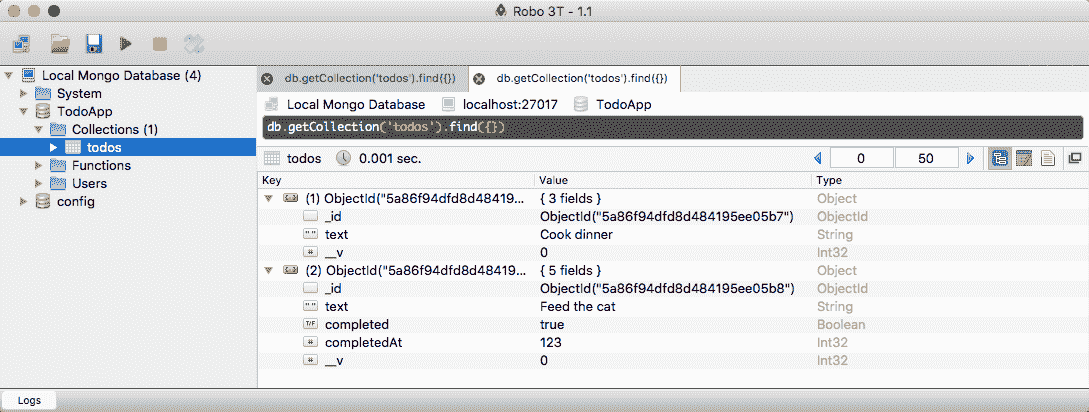 Robo 3T - 1.1
Local Mongo Database (4)
System
TodoApp
Collections (1)
todos
Functions
Users
config
db.getCollection('todos').find({}) db.getCollection('todos').find({})
Local Mongo Database localhost:27017 TodoApp
db.getCollection('todos').find({})
todos 0.001 sec. 0 50
Key Value Type
(1) ObjectId("5a86f94dfd8d48419... { 3 fields } Object
_id ObjectId("5a86f94dfd8d484195ee05b7") ObjectId
" " text Cook dinner String
# __v 0 Int32
(2) ObjectId("5a86f94dfd8d48419... { 5 fields } Object
_id ObjectId("5a86f94dfd8d484195ee05b8") ObjectId
" " text Feed the cat String
T/F completed true Boolean
# completedAt 123 Int32
# __v 0 Int32
Logs